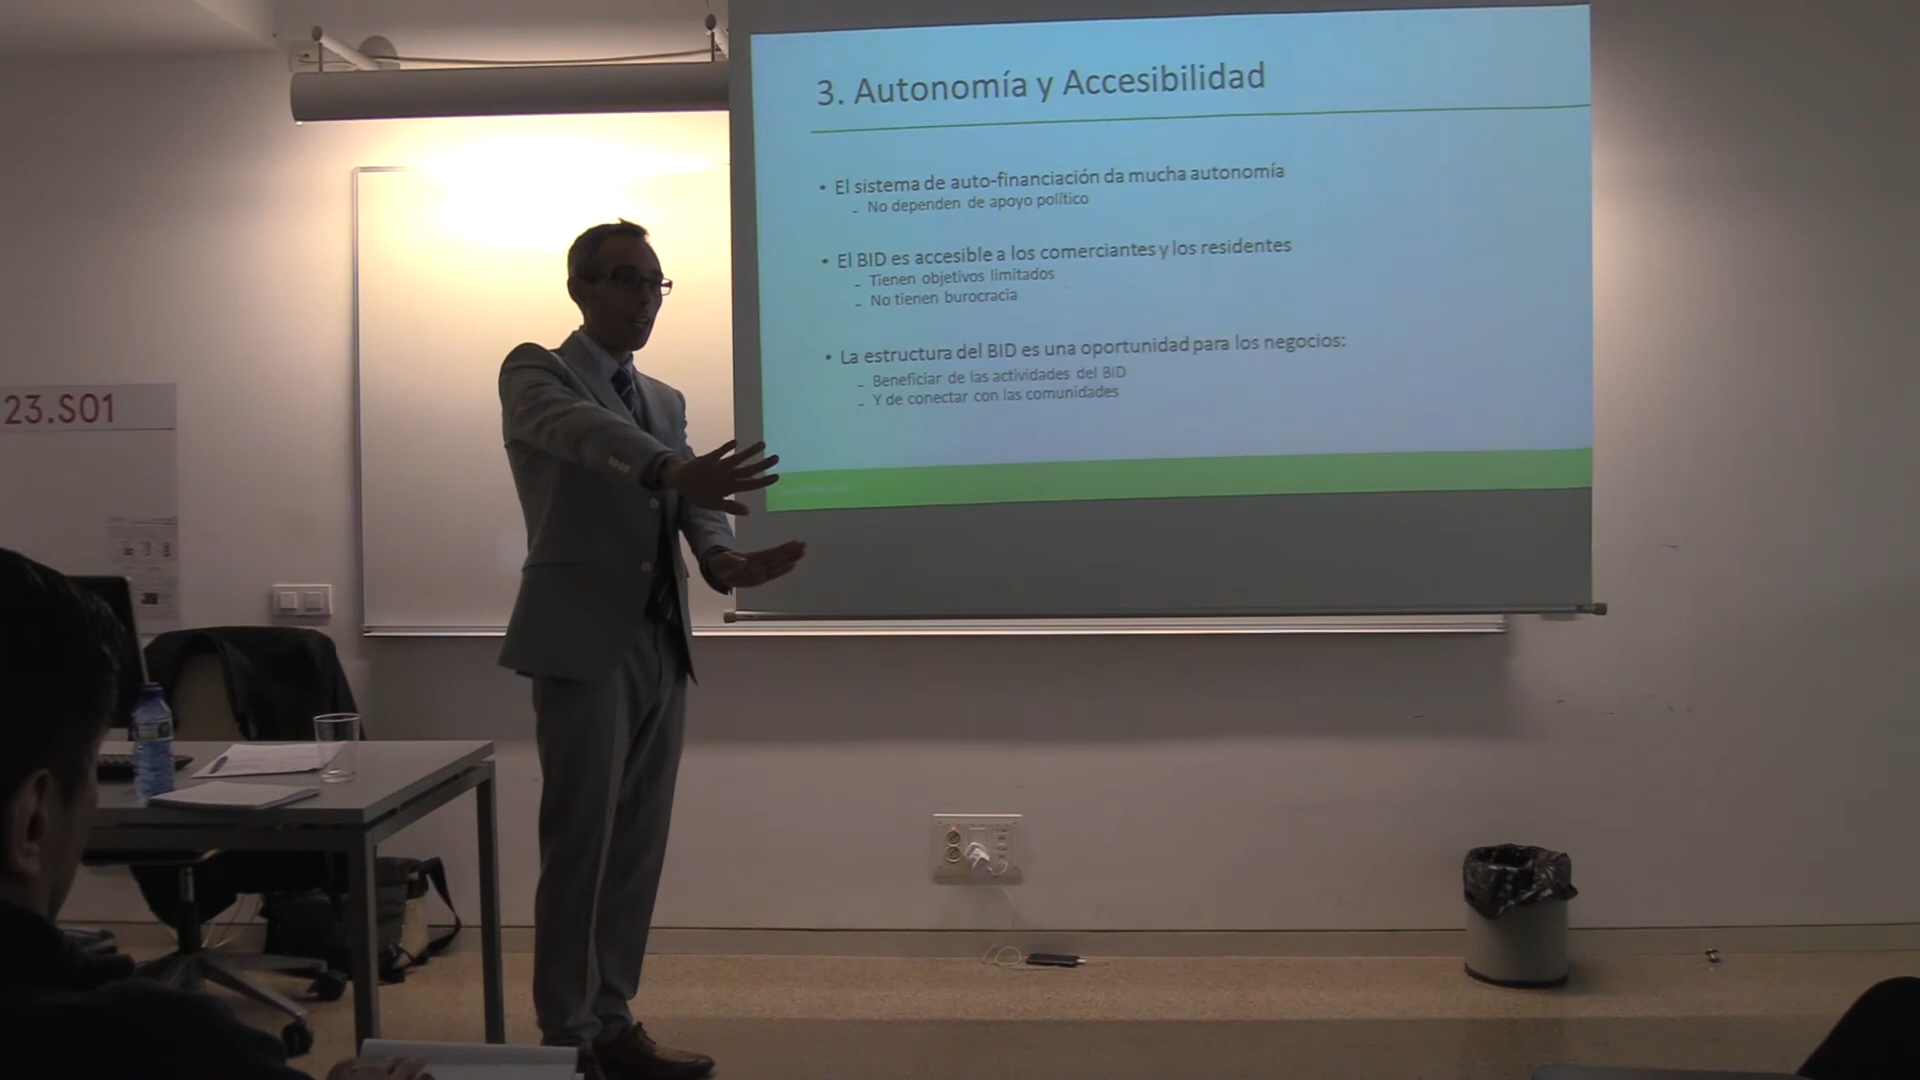 3. Autonomía y Accesibilidad
• El sistema de auto-financiación da mucha autonomía
- No dependen de apoyo político
• El BID es accesible a los comerciantes y los residentes
- Tienen objetivos limitados
- No tienen burocracia
• La estructura del BID es una oportunidad para los negocios:
- Beneficiar de las actividades del BID
- Y de conectar con las comunidades
23.S01